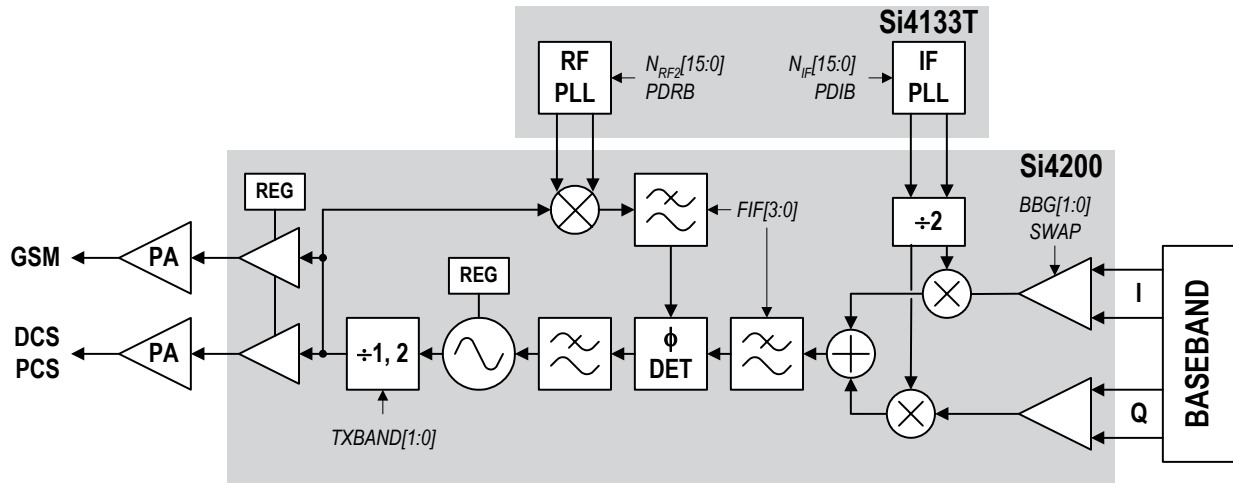 Si4133T
RF
PLL
N_RF2[15:0]
PDRB
N_IF[15:0]
PDIB
IF
PLL
Si4200
REG
FIF[3:0]
÷2
BBG[1:0]
SWAP
GSM
PA
I
REG
DCS
PCS
PA
÷1, 2
ϕ
DET
Q
BASEBAND
TXBAND[1:0]